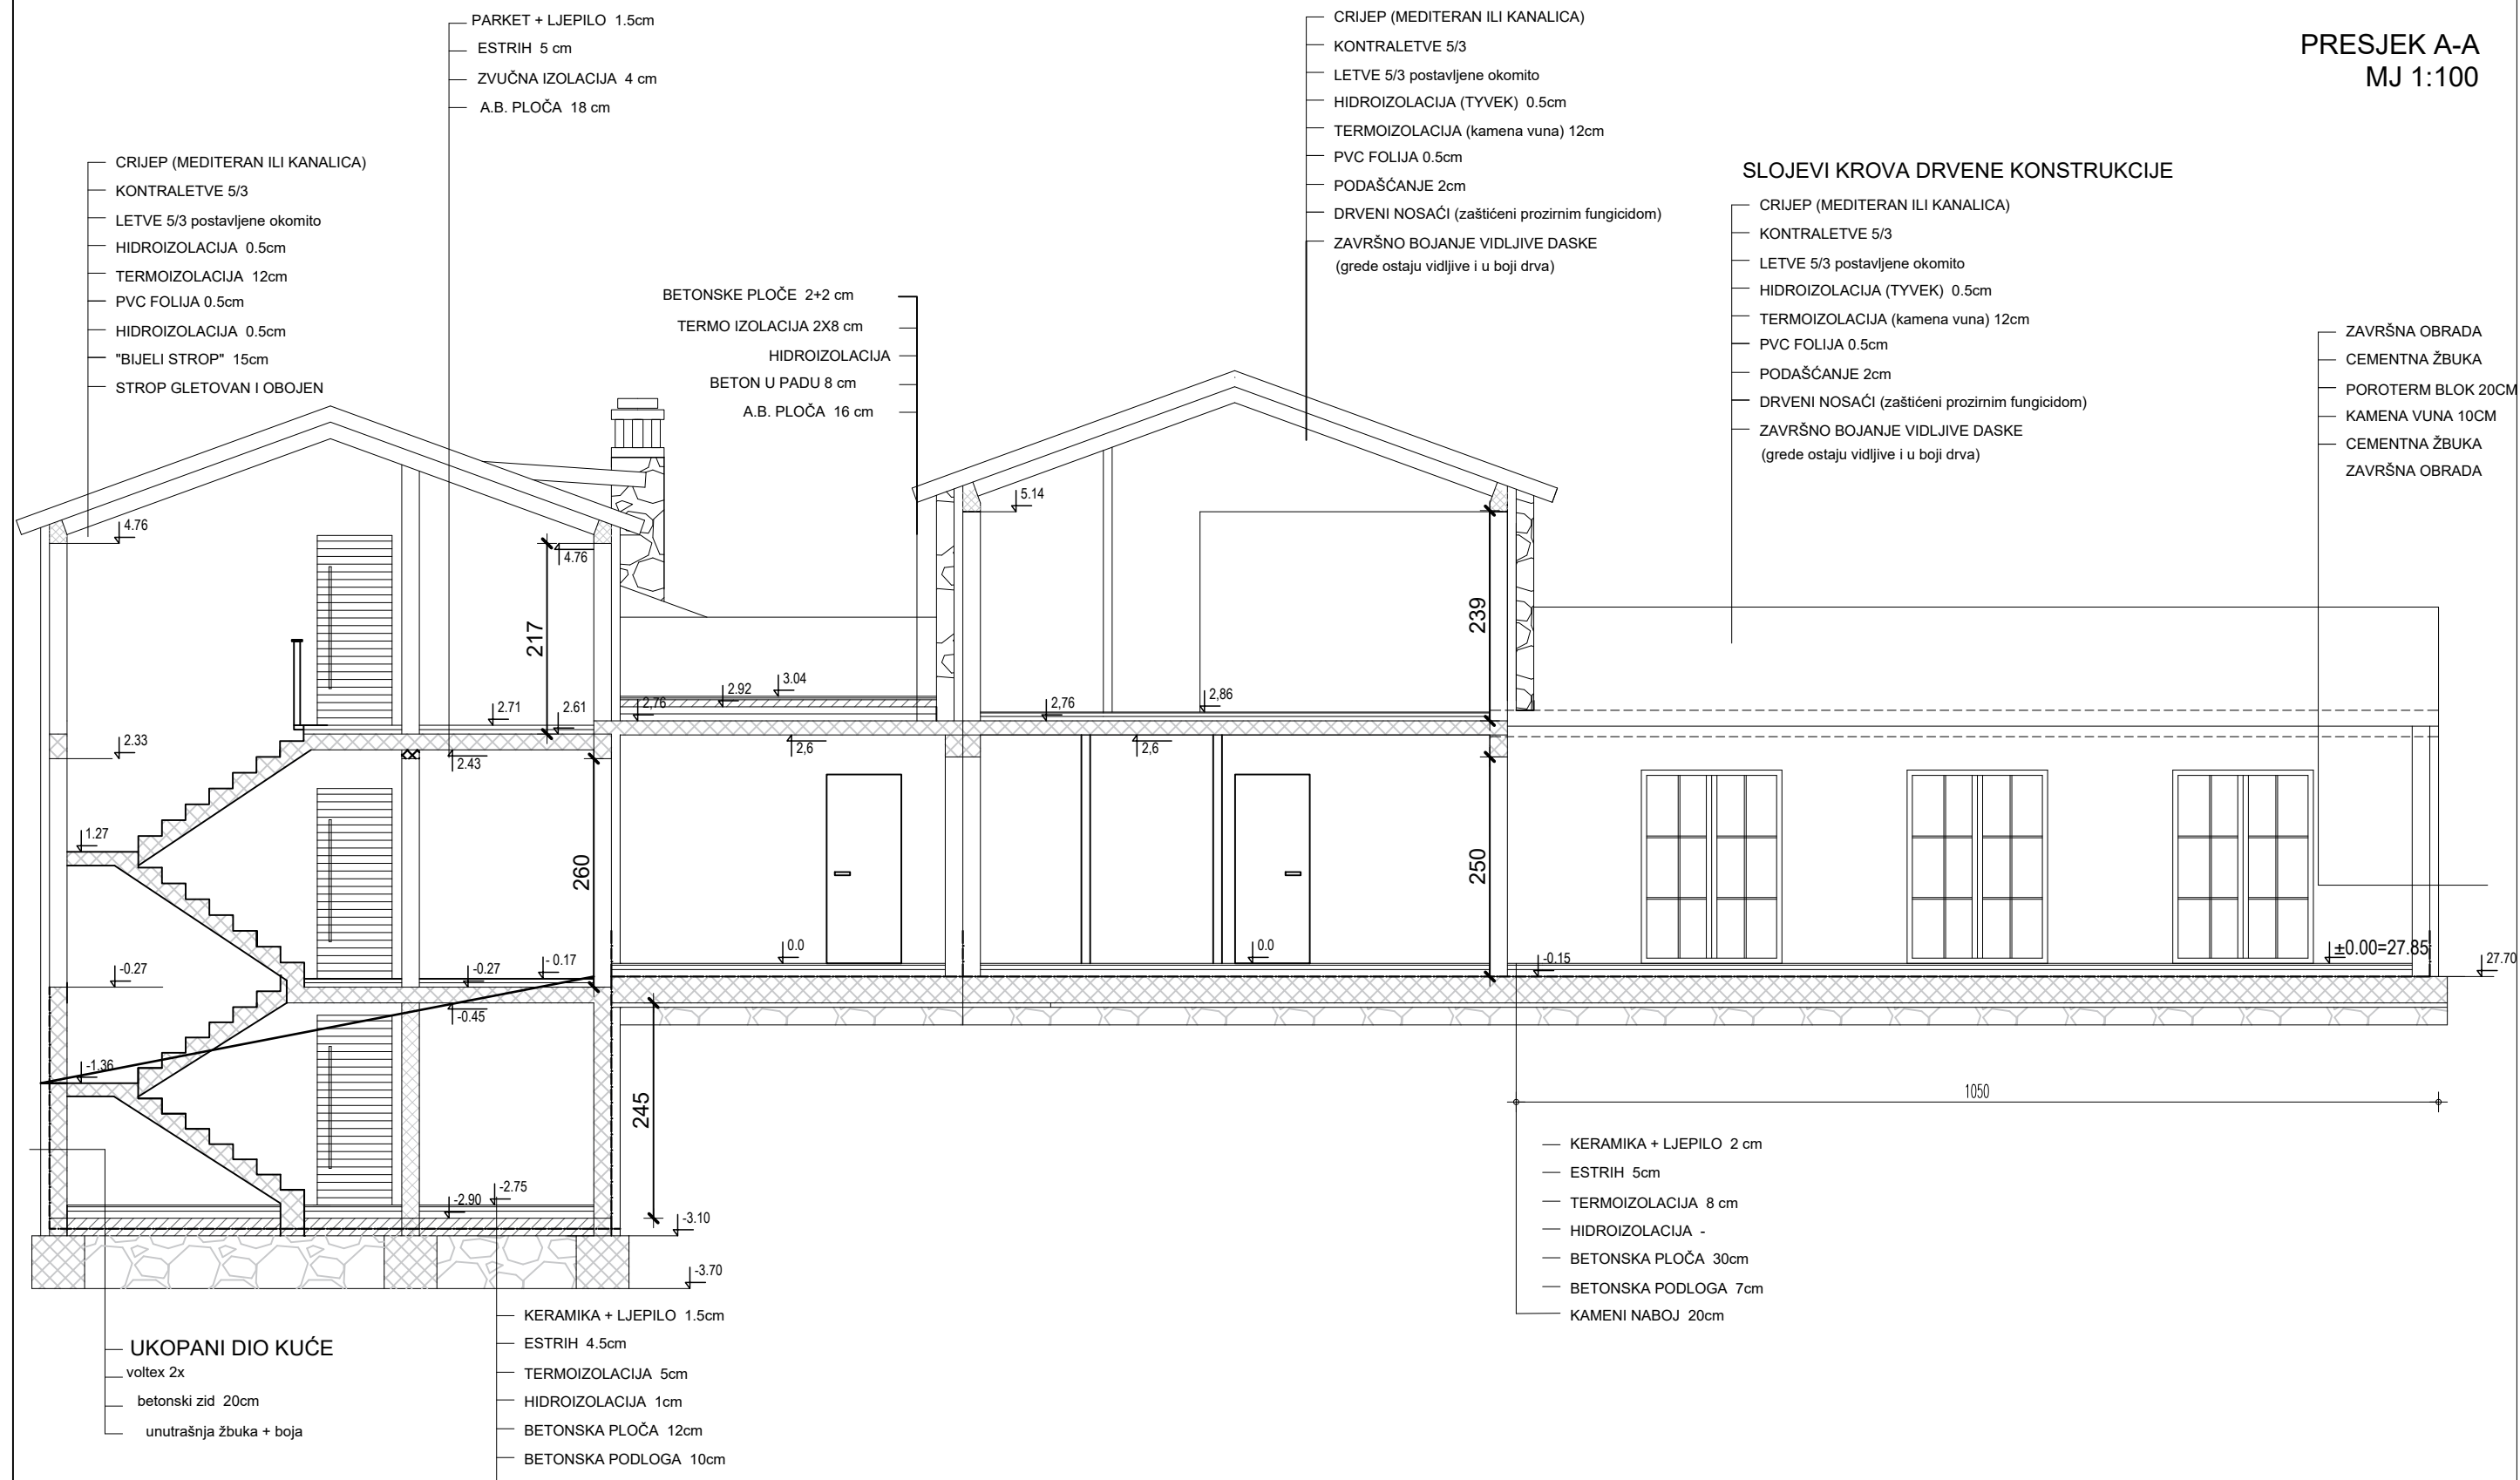 PRESJEK A-A
MJ 1:100
PARKET + LJEPILO 1.5cm
ESTRIH 5 cm
ZVUČNA IZOLACIJA 4 cm
A.B. PLOČA 18 cm
CRIJEP (MEDITERAN ILI KANALICA)
KONTRALETVE 5/3
LETVE 5/3 postavljene okomito
HIDROIZOLACIJA 0.5cm
TERMOIZOLACIJA 12cm
PVC FOLIJA 0.5cm
HIDROIZOLACIJA 0.5cm
"BIJELI STROP" 15cm
STROP GLETOVAN I OBOJEN
BETONSKE PLOČE 2+2 cm
TERMO IZOLACIJA 2X8 cm
HIDROIZOLACIJA
BETON U PADU 8 cm
A.B. PLOČA 16 cm
CRIJEP (MEDITERAN ILI KANALICA)
KONTRALETVE 5/3
LETVE 5/3 postavljene okomito
HIDROIZOLACIJA (TYVEK) 0.5cm
TERMOIZOLACIJA (kamena vuna) 12cm
PVC FOLIJA 0.5cm
PODAŠĆANJE 2cm
DRVENI NOSAĆI (zaštićeni prozirnim fungicidom)
ZAVRŠNO BOJANJE VIDLJIVE DASKE
(grede ostaju vidljive i u boji drva)
SLOJEVI KROVA DRVENE KONSTRUKCIJE
CRIJEP (MEDITERAN ILI KANALICA)
KONTRALETVE 5/3
LETVE 5/3 postavljene okomito
HIDROIZOLACIJA (TYVEK) 0.5cm
TERMOIZOLACIJA (kamena vuna) 12cm
PVC FOLIJA 0.5cm
PODAŠĆANJE 2cm
DRVENI NOSAĆI (zaštićeni prozirnim fungicidom)
ZAVRŠNO BOJANJE VIDLJIVE DASKE
(grede ostaju vidljive i u boji drva)
ZAVRŠNA OBRADA
CEMENTNA ŽBUKA
POROTERM BLOK 20CM
KAMENA VUNA 10CM
CEMENTNA ŽBUKA
ZAVRŠNA OBRADA
5.14
4.76
4.76
217
239
3.04
2.92
2,76
2,76
2,86
2.71
2.61
2.33
2.43
2,6
2,6
1.27
260
250
0.0
0.0
±0.00=27.85
27.70
-0.27
-0.27
- 0.17
-0.15
-0.45
-1.36
245
1050
-2.75
-2.90
-3.10
-3.70
KERAMIKA + LJEPILO 2 cm
ESTRIH 5cm
TERMOIZOLACIJA 8 cm
HIDROIZOLACIJA -
BETONSKA PLOČA 30cm
BETONSKA PODLOGA 7cm
KAMENI NABOJ 20cm
UKOPANI DIO KUĆE
voltex 2x
betonski zid 20cm
unutrašnja žbuka + boja
KERAMIKA + LJEPILO 1.5cm
ESTRIH 4.5cm
TERMOIZOLACIJA 5cm
HIDROIZOLACIJA 1cm
BETONSKA PLOČA 12cm
BETONSKA PODLOGA 10cm